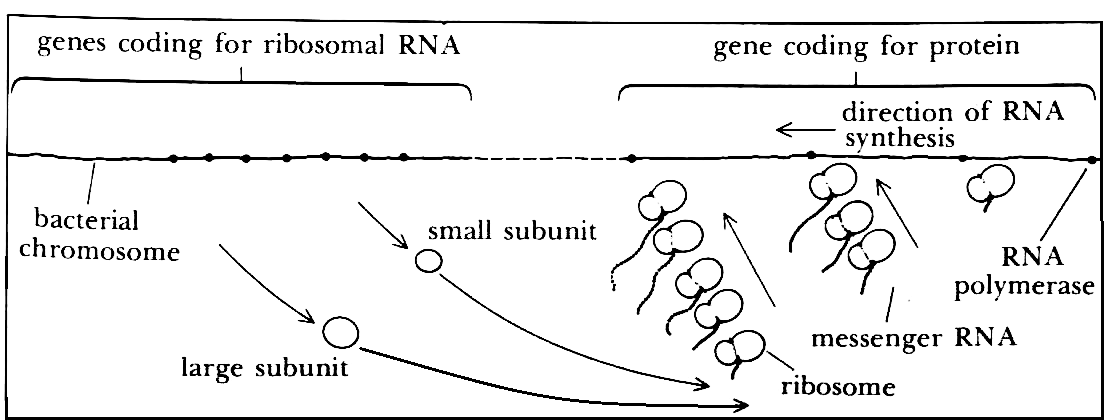 genes coding for ribosomal RNA
gene coding for protein
direction of RNA
synthesis
bacterial
chromosome
small subunit
RNA
polymerase
large subunit
messenger RNA
ribosome